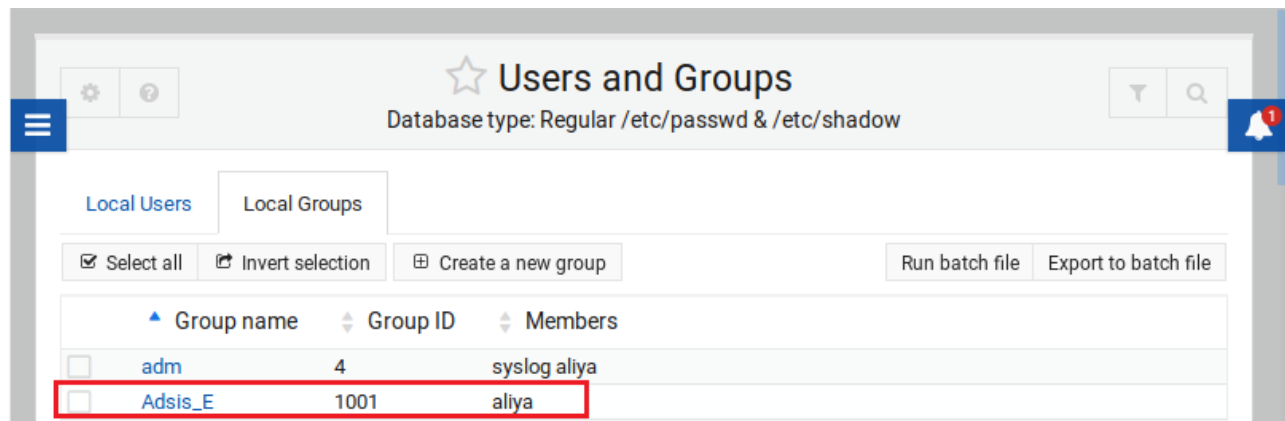 Users and Groups
Database type: Regular /etc/passwd & /etc/shadow
1
Local Users Local Groups
Select all Invert selection Create a new group Run batch file Export to batch file
Group name Group ID Members
adm 4 syslog aliya
Adsis_E 1001 aliya